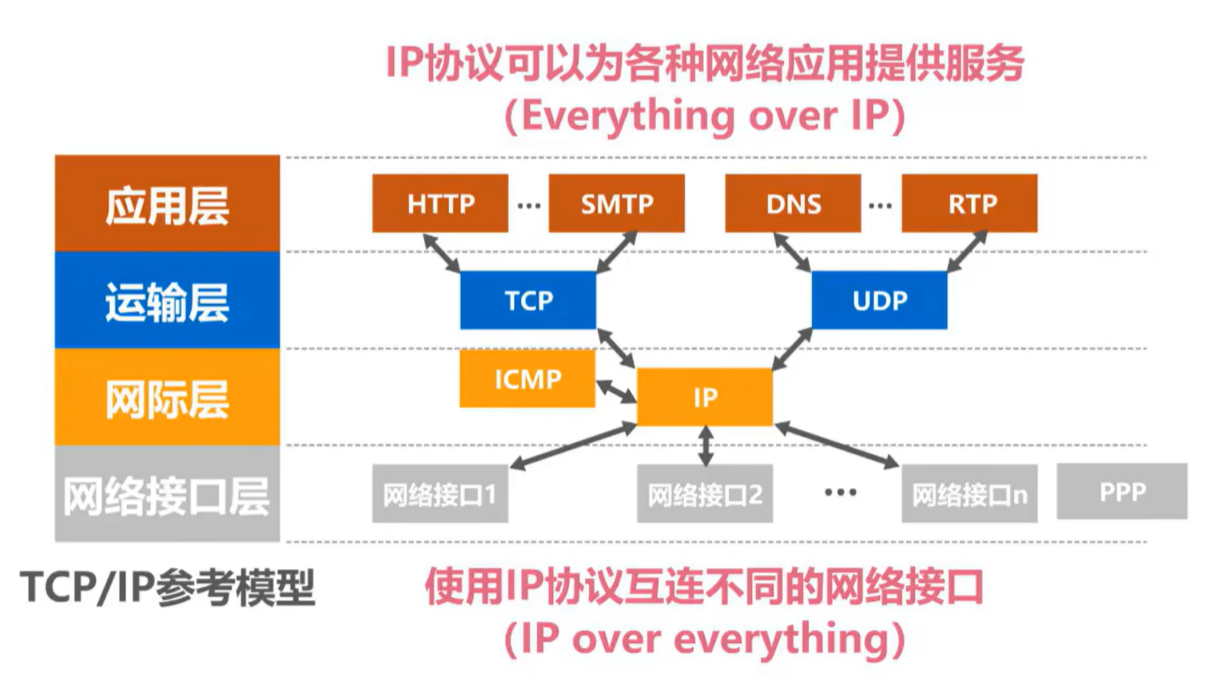 IP协议可以为各种网络应用提供服务
(Everything over IP)
应用层
HTTP
...
SMTP
DNS
...
RTP
运输层
TCP
UDP
网际层
ICMP
IP
网络接口层
网络接口1
网络接口2
...
网络接口n
PPP
TCP/IP参考模型
使用IP协议互连不同的网络接口
(IP over everything)